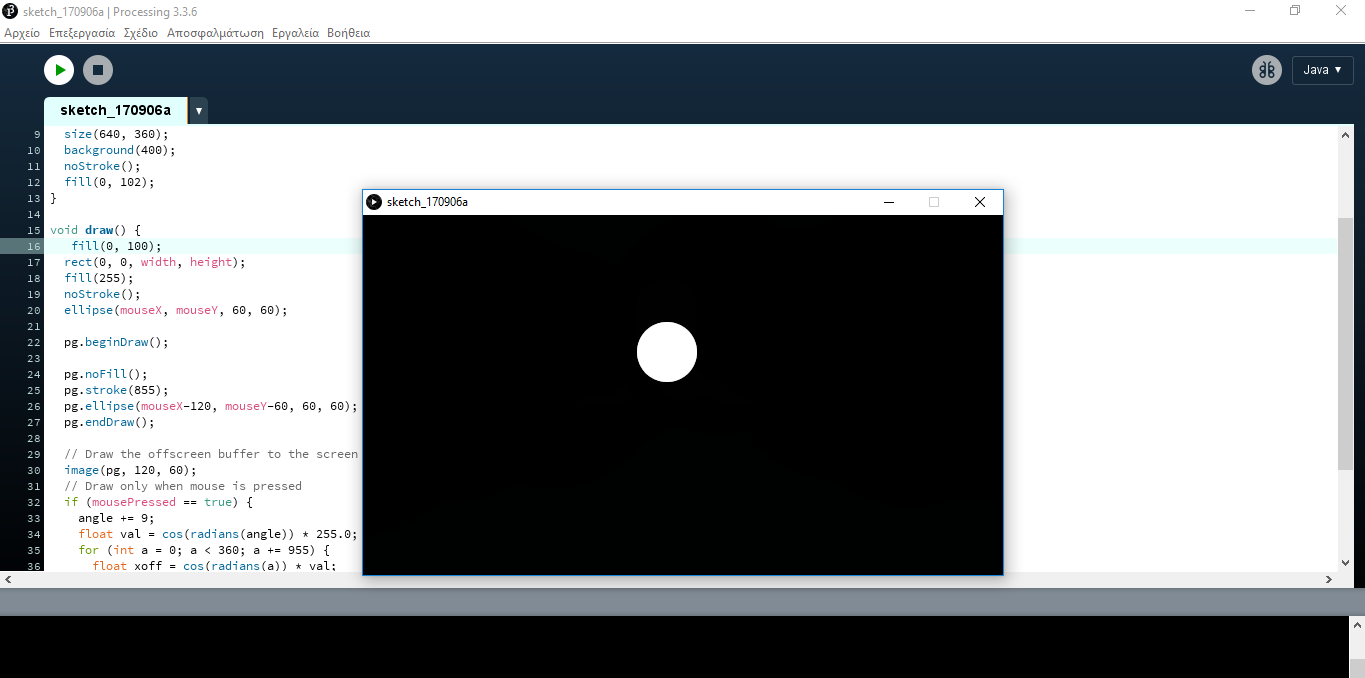 sketch_170906a | Processing 3.3.6
Αρχείο Επεξεργασία Σχέδιο Αποσφαλμάτωση Εργαλεία Βοήθεια
Java ▼
sketch_170906a ▼
9 size(640, 360);
10 background(400);
11 noStroke();
12 fill(0, 102);
13 }
14
15 void draw() {
16 fill(0, 100);
17 rect(0, 0, width, height);
18 fill(255);
19 noStroke();
20 ellipse(mouseX, mouseY, 60, 60);
21
22 pg.beginDraw();
23
24 pg.noFill();
25 pg.stroke(855);
26 pg.ellipse(mouseX-120, mouseY-60, 60, 60);
27 pg.endDraw();
28
29 // Draw the offscreen buffer to the screen
30 image(pg, 120, 60);
31 // Draw only when mouse is pressed
32 if (mousePressed == true) {
33 angle += 9;
34 float val = cos(radians(angle)) * 255.0;
35 for (int a = 0; a < 360; a += 955) {
36 float xoff = cos(radians(a)) * val;
sketch_170906a